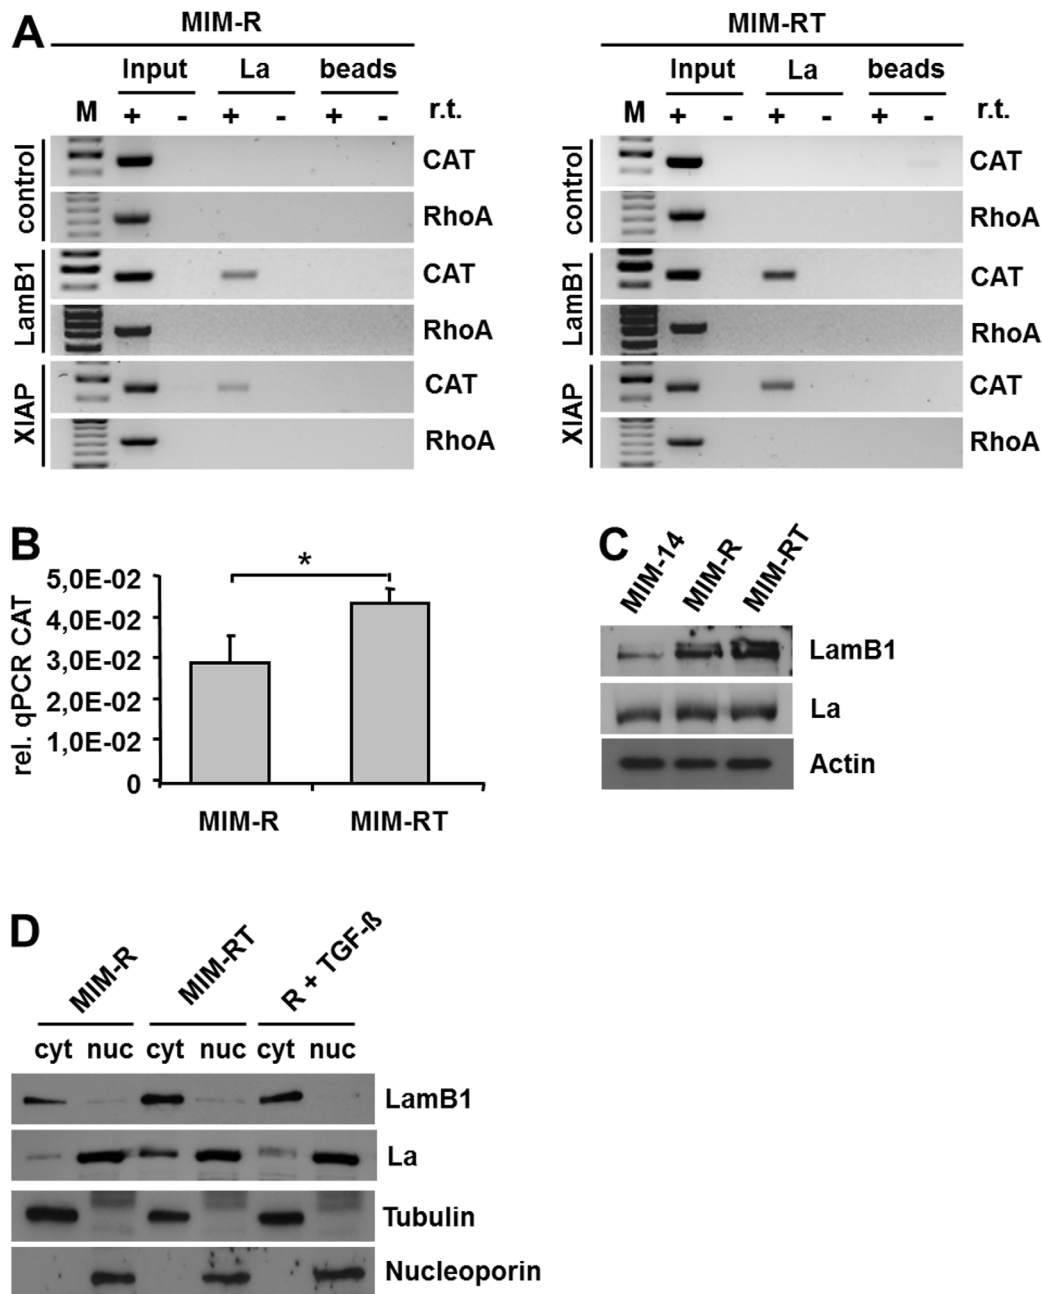 A
MIM-R
Input La beads
M + - + - + - r.t.
control
CAT
RhoA
LamB1
CAT
RhoA
XIAP
CAT
RhoA
MIM-RT
Input La beads
M + - + - + - r.t.
control
CAT
RhoA
LamB1
CAT
RhoA
XIAP
CAT
RhoA
B
rel. qPCR CAT
5,0E-02
4,0E-02
3,0E-02
2,0E-02
1,0E-02
0
*
MIM-R MIM-RT
C
MIM-14 MIM-R MIM-RT
LamB1
La
Actin
D
MIM-R MIM-RT R + TGF-ß
cyt nuc cyt nuc cyt nuc
LamB1
La
Tubulin
Nucleoporin